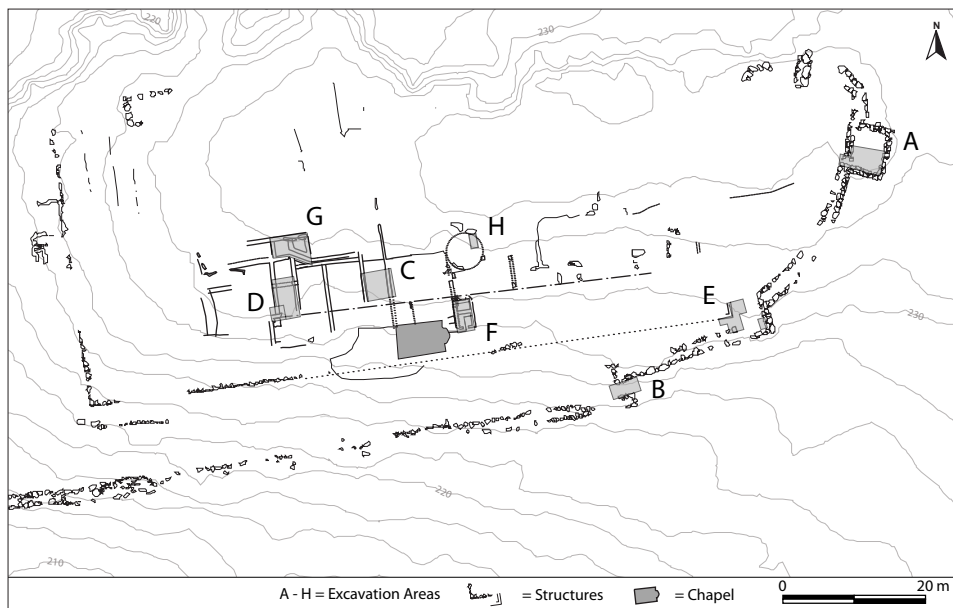 220
230
N
A
G
H
C
D
E
F
230
B
220
210
A - H = Excavation Areas = Structures = Chapel
0 20 m